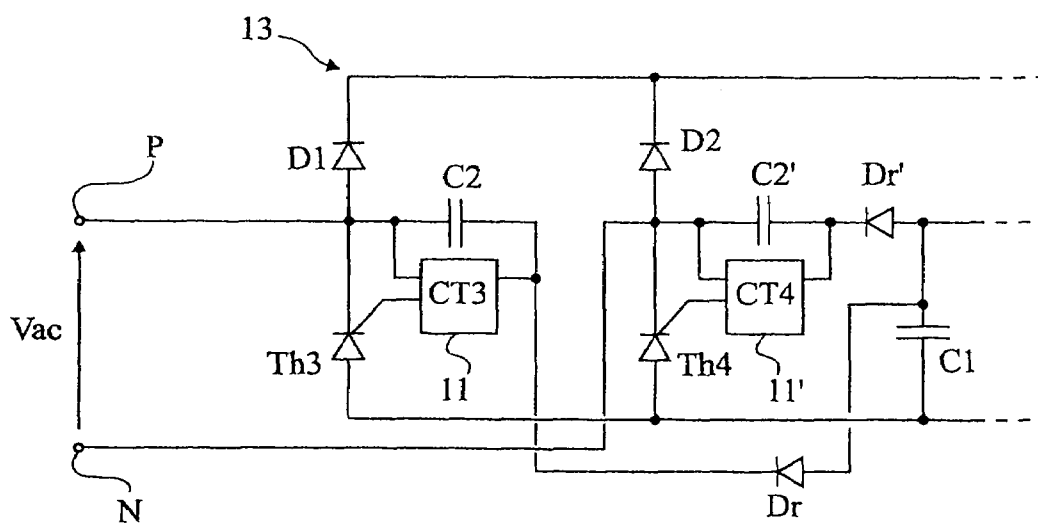 13
P
D1
D2
C2
C2'
Dr'
CT3
CT4
Vac
Th3
11
Th4
11'
C1
Dr
N